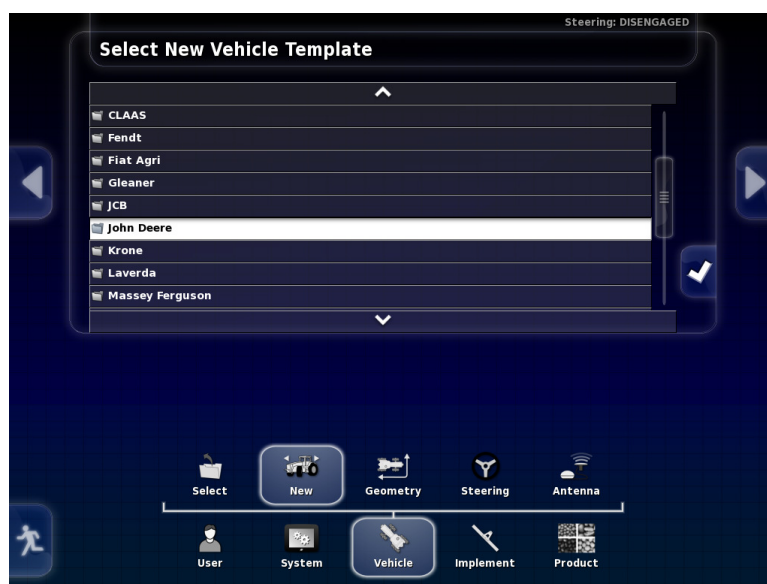 Steering: DISENGAGED
Select New Vehicle Template
CLAAS
Fendt
Fiat Agri
Gleaner
JCB
John Deere
Krone
Laverda
Massey Ferguson
Select New Geometry Steering Antenna
User System Vehicle Implement Product